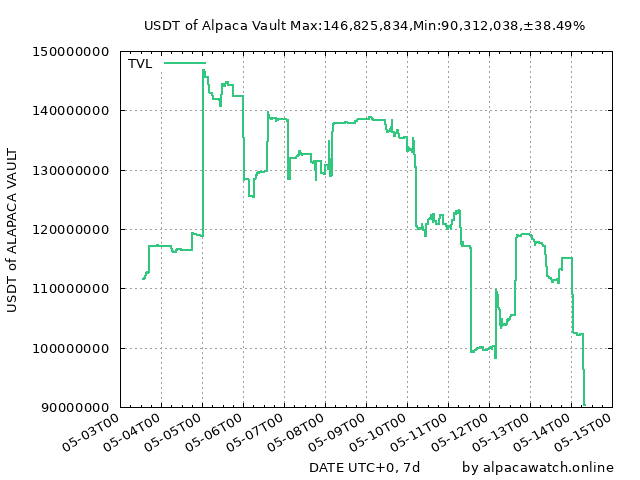 USDT of Alpaca Vault Max:146,825,834,Min:90,312,038,±38.49%
TVL
150000000
140000000
130000000
120000000
110000000
100000000
90000000
USDT of ALAPACA VAULT
05-03T00
05-04T00
05-05T00
05-06T00
05-07T00
05-08T00
05-09T00
05-10T00
05-11T00
05-12T00
05-13T00
05-14T00
05-15T00
DATE UTC+0, 7d
by alpacawatch.online